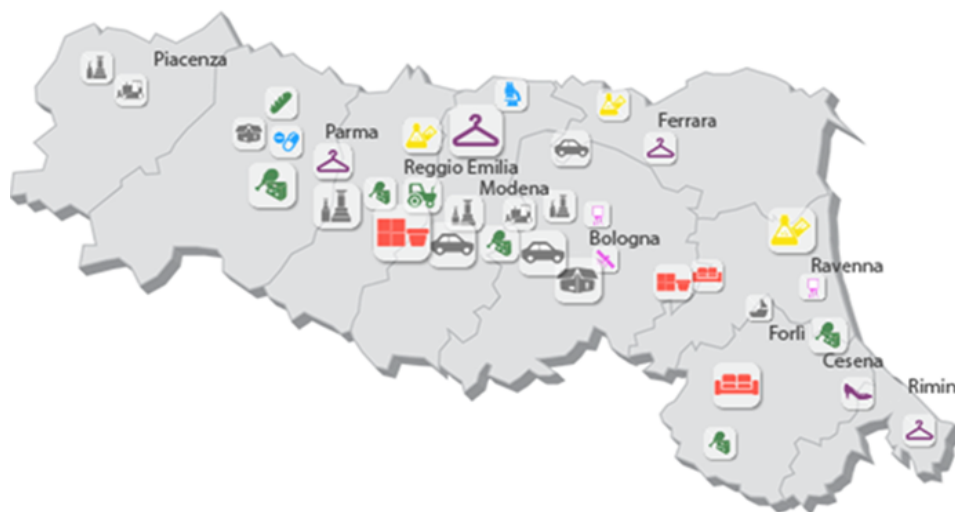 Piacenza
Parma
Ferrara
Reggio Emilia
Modena
Bologna
Ravenna
Forlì
Cesena
Rimin